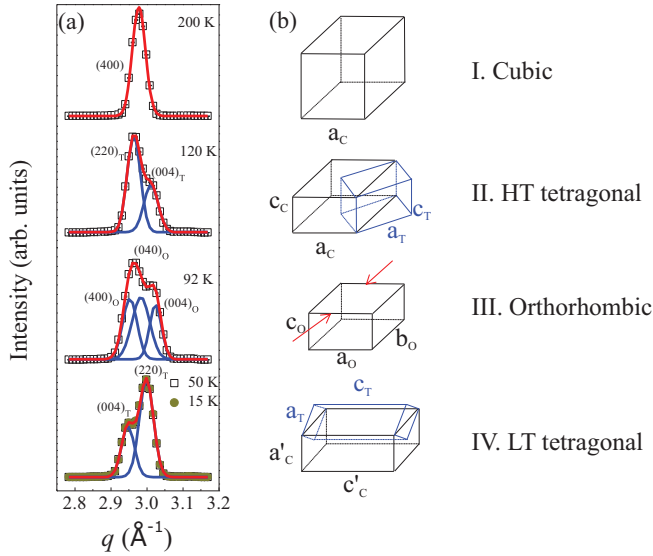 (a)
200 K
(400)
(220)T
120 K
(004)T
(040)O
92 K
(400)O
(004)O
(220)T
50 K
(004)T
15 K
Intensity (arb. units)
2.8 2.9 3.0 3.1 3.2
q (Å-1)
(b)
aC
I. Cubic
cC
cT
aT
aC
II. HT tetragonal
cO
bO
aO
III. Orthorhombic
cT
aT
a'C
c'C
IV. LT tetragonal